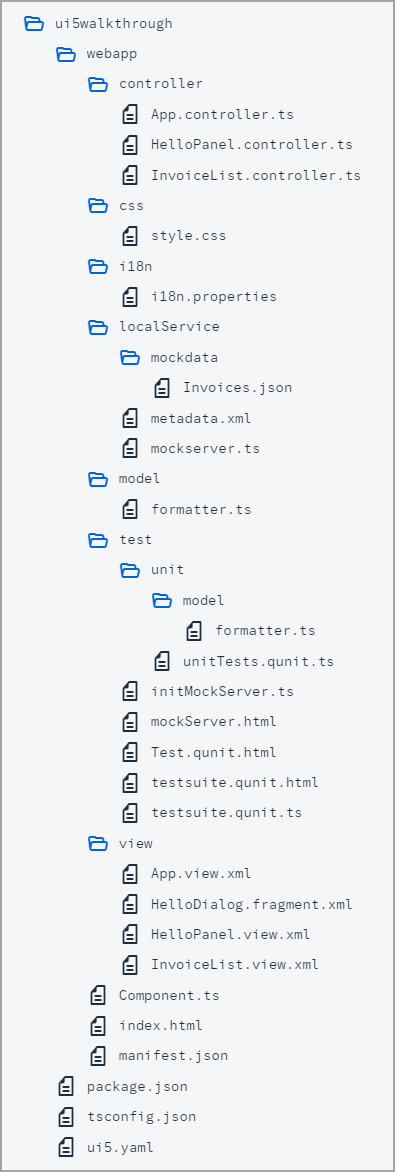 ui5walkthrough
webapp
controller
App.controller.ts
HelloPanel.controller.ts
InvoiceList.controller.ts
css
style.css
i18n
i18n.properties
localService
mockdata
Invoices.json
metadata.xml
mockserver.ts
model
formatter.ts
test
unit
model
formatter.ts
unitTests.qunit.ts
initMockServer.ts
mockServer.html
Test.qunit.html
testsuite.qunit.html
testsuite.qunit.ts
view
App.view.xml
HelloDialog.fragment.xml
HelloPanel.view.xml
InvoiceList.view.xml
Component.ts
index.html
manifest.json
package.json
tsconfig.json
ui5.yaml